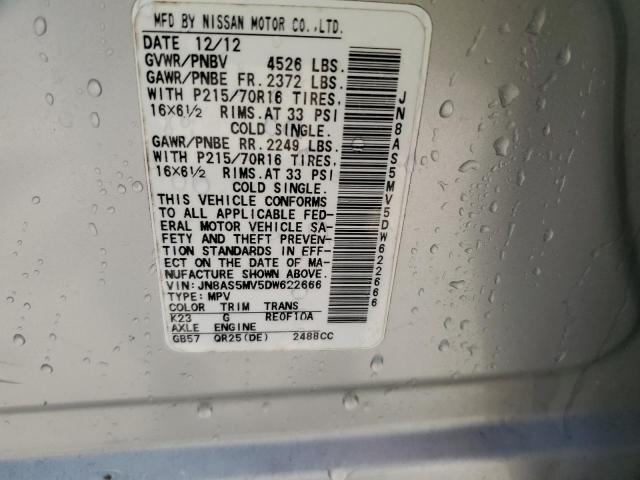 MFD BY NISSAN MOTOR CO.,LTD.
DATE 12/12
GVWR/PNBV 4526 LBS.
GAWR/PNBE FR. 2372 LBS.
WITH P215/70R16 TIRES,
16X6½ RIMS.AT 33 PSI
COLD SINGLE.
GAWR/PNBE RR. 2249 LBS.
WITH P215/70R16 TIRES,
16X6½ RIMS.AT 33 PSI
COLD SINGLE.
THIS VEHICLE CONFORMS
TO ALL APPLICABLE FED-
ERAL MOTOR VEHICLE SA-
FETY AND THEFT PREVEN-
TION STANDARDS IN EFF-
ECT ON THE DATE OF MA-
NUFACTURE SHOWN ABOVE.
VIN: JN8AS5MV5DW622666
TYPE: MPV
COLOR TRIM TRANS
K23 G RE0F10A
AXLE ENGINE
GB57 QR25(DE) 2488CC
JN8AS5MV5DW622666